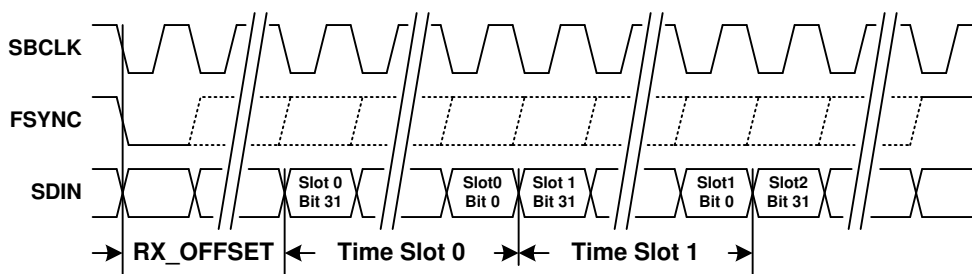 SBCLK
FSYNC
SDIN
Slot 0
Bit 31
Slot0
Bit 0
Slot 1
Bit 31
Slot1
Bit 0
Slot2
Bit 31
RX_OFFSET
Time Slot 0
Time Slot 1